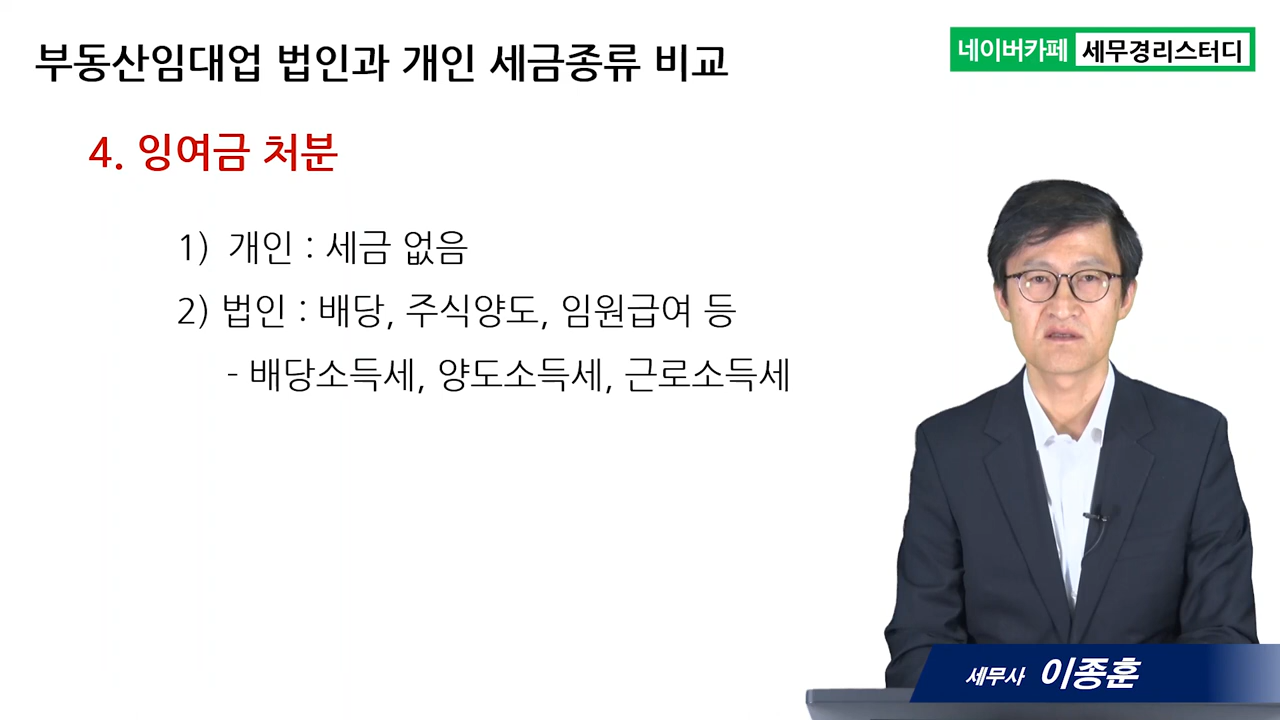 부동산임대업 법인과 개인 세금종류 비교
네이버카페 세무경리스터디
4. 잉여금 처분
1) 개인 : 세금 없음
2) 법인 : 배당, 주식양도, 임원급여 등
- 배당소득세, 양도소득세, 근로소득세
세무사 이종훈